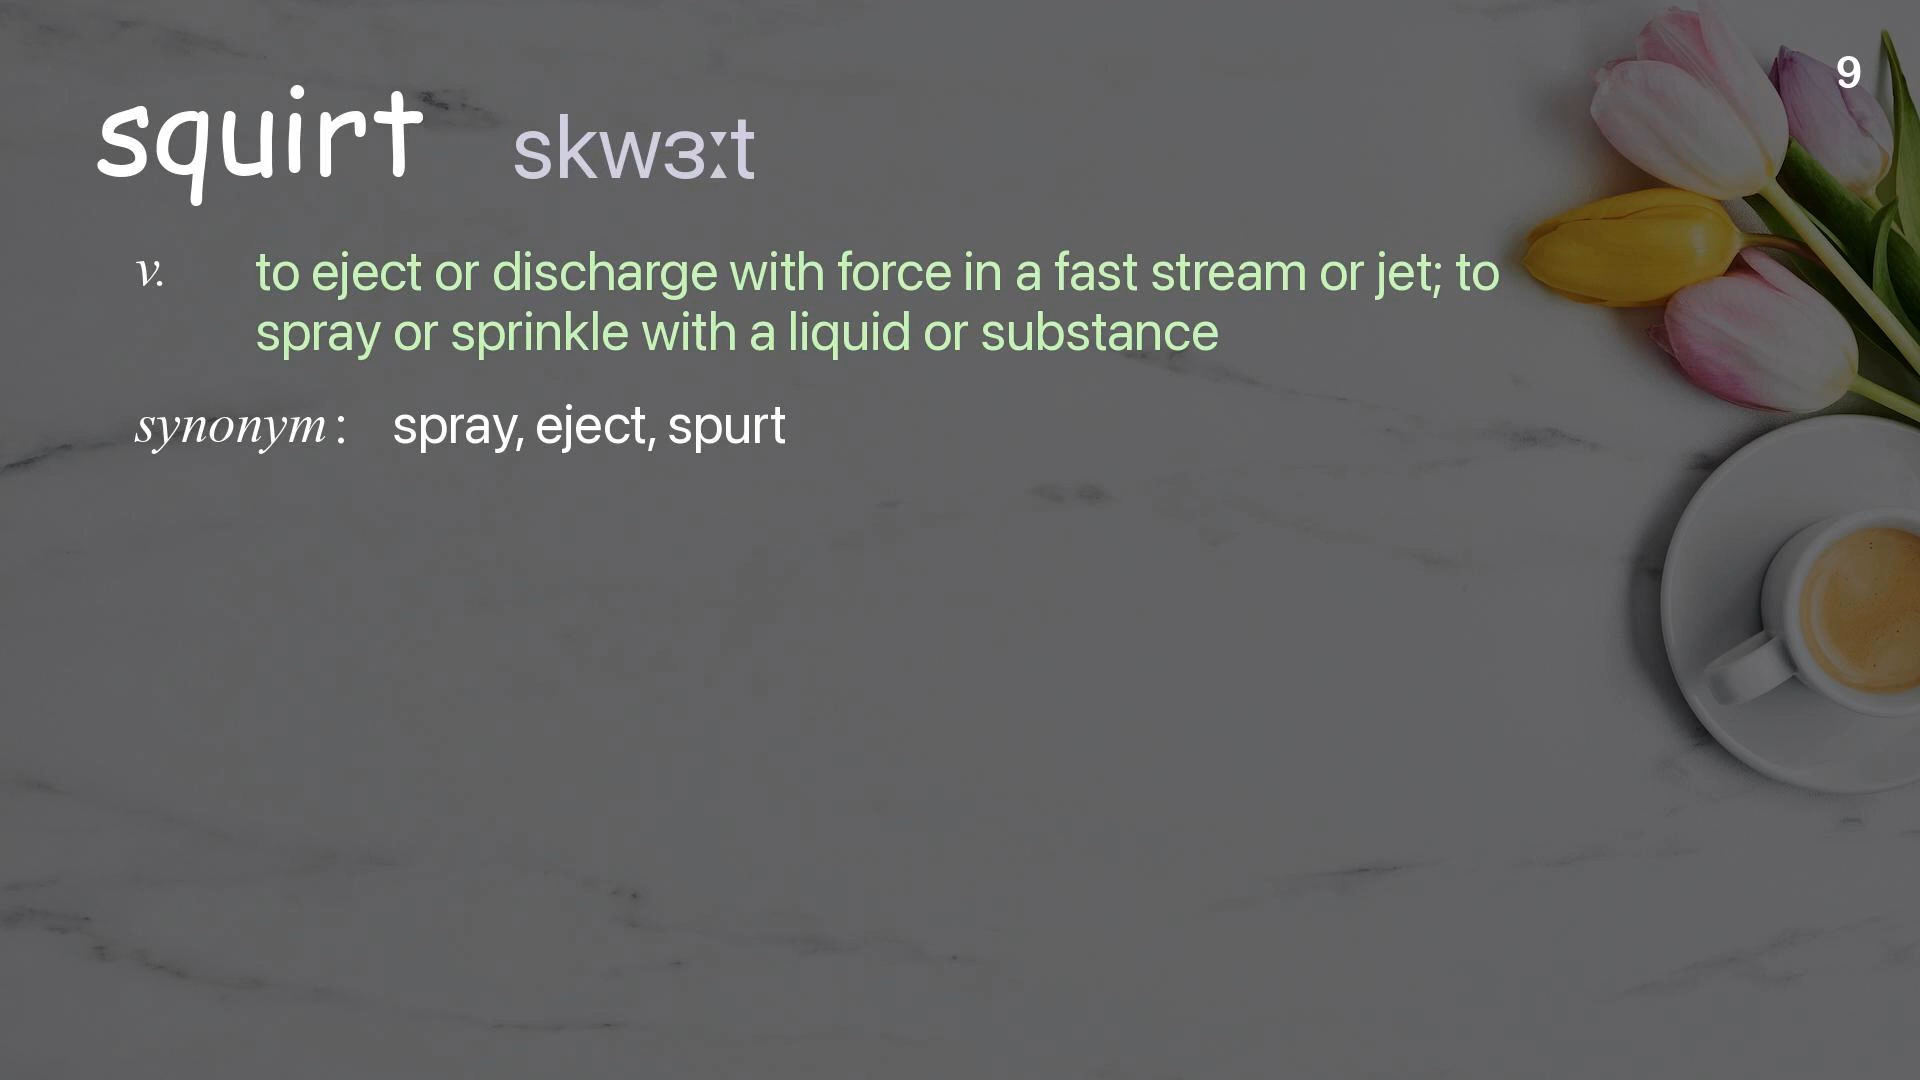 9
squirt skwɜːt
v. to eject or discharge with force in a fast stream or jet; to
spray or sprinkle with a liquid or substance
synonym : spray, eject, spurt